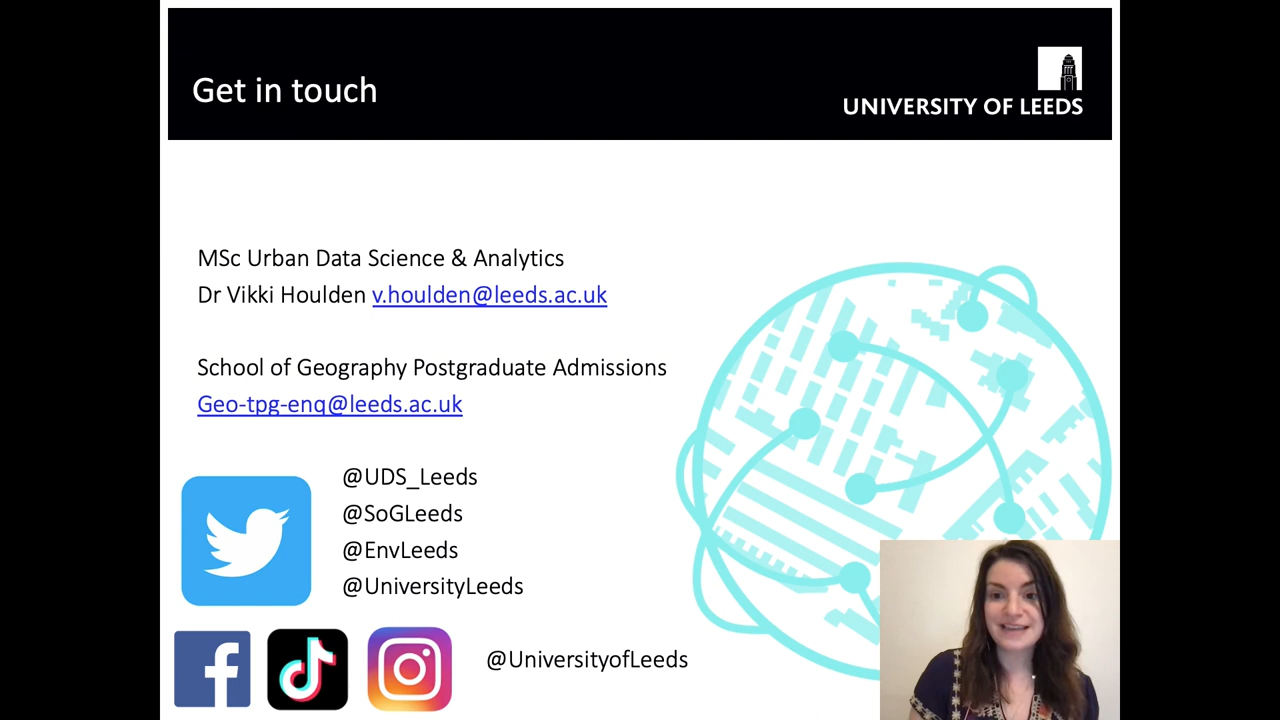 Get in touch
UNIVERSITY OF LEEDS
MSc Urban Data Science & Analytics
Dr Vikki Houlden v.houlden@leeds.ac.uk
School of Geography Postgraduate Admissions
Geo-tpg-enq@leeds.ac.uk
@UDS_Leeds
@SoGLeeds
@EnvLeeds
@UniversityLeeds
@UniversityofLeeds